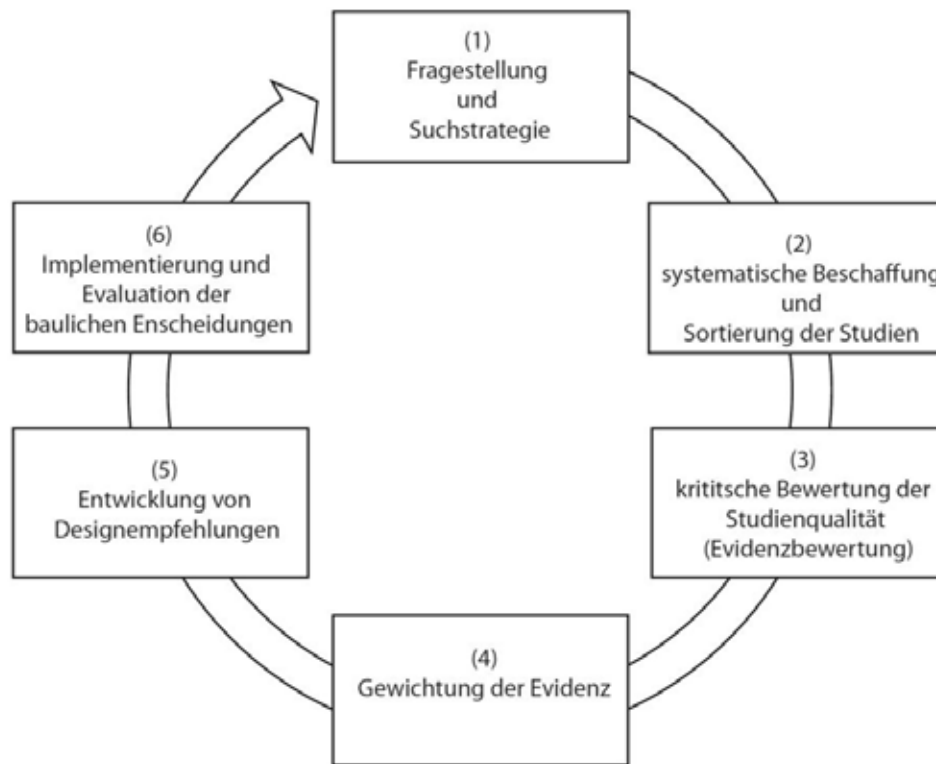 (1)
Fragestellung
und
Suchstrategie
(2)
systematische Beschaffung
und
Sortierung der Studien
(3)
krititsche Bewertung der
Studienqualität
(Evidenzbewertung)
(4)
Gewichtung der Evidenz
(5)
Entwicklung von
Designempfehlungen
(6)
Implementierung und
Evaluation der
baulichen Enscheidungen